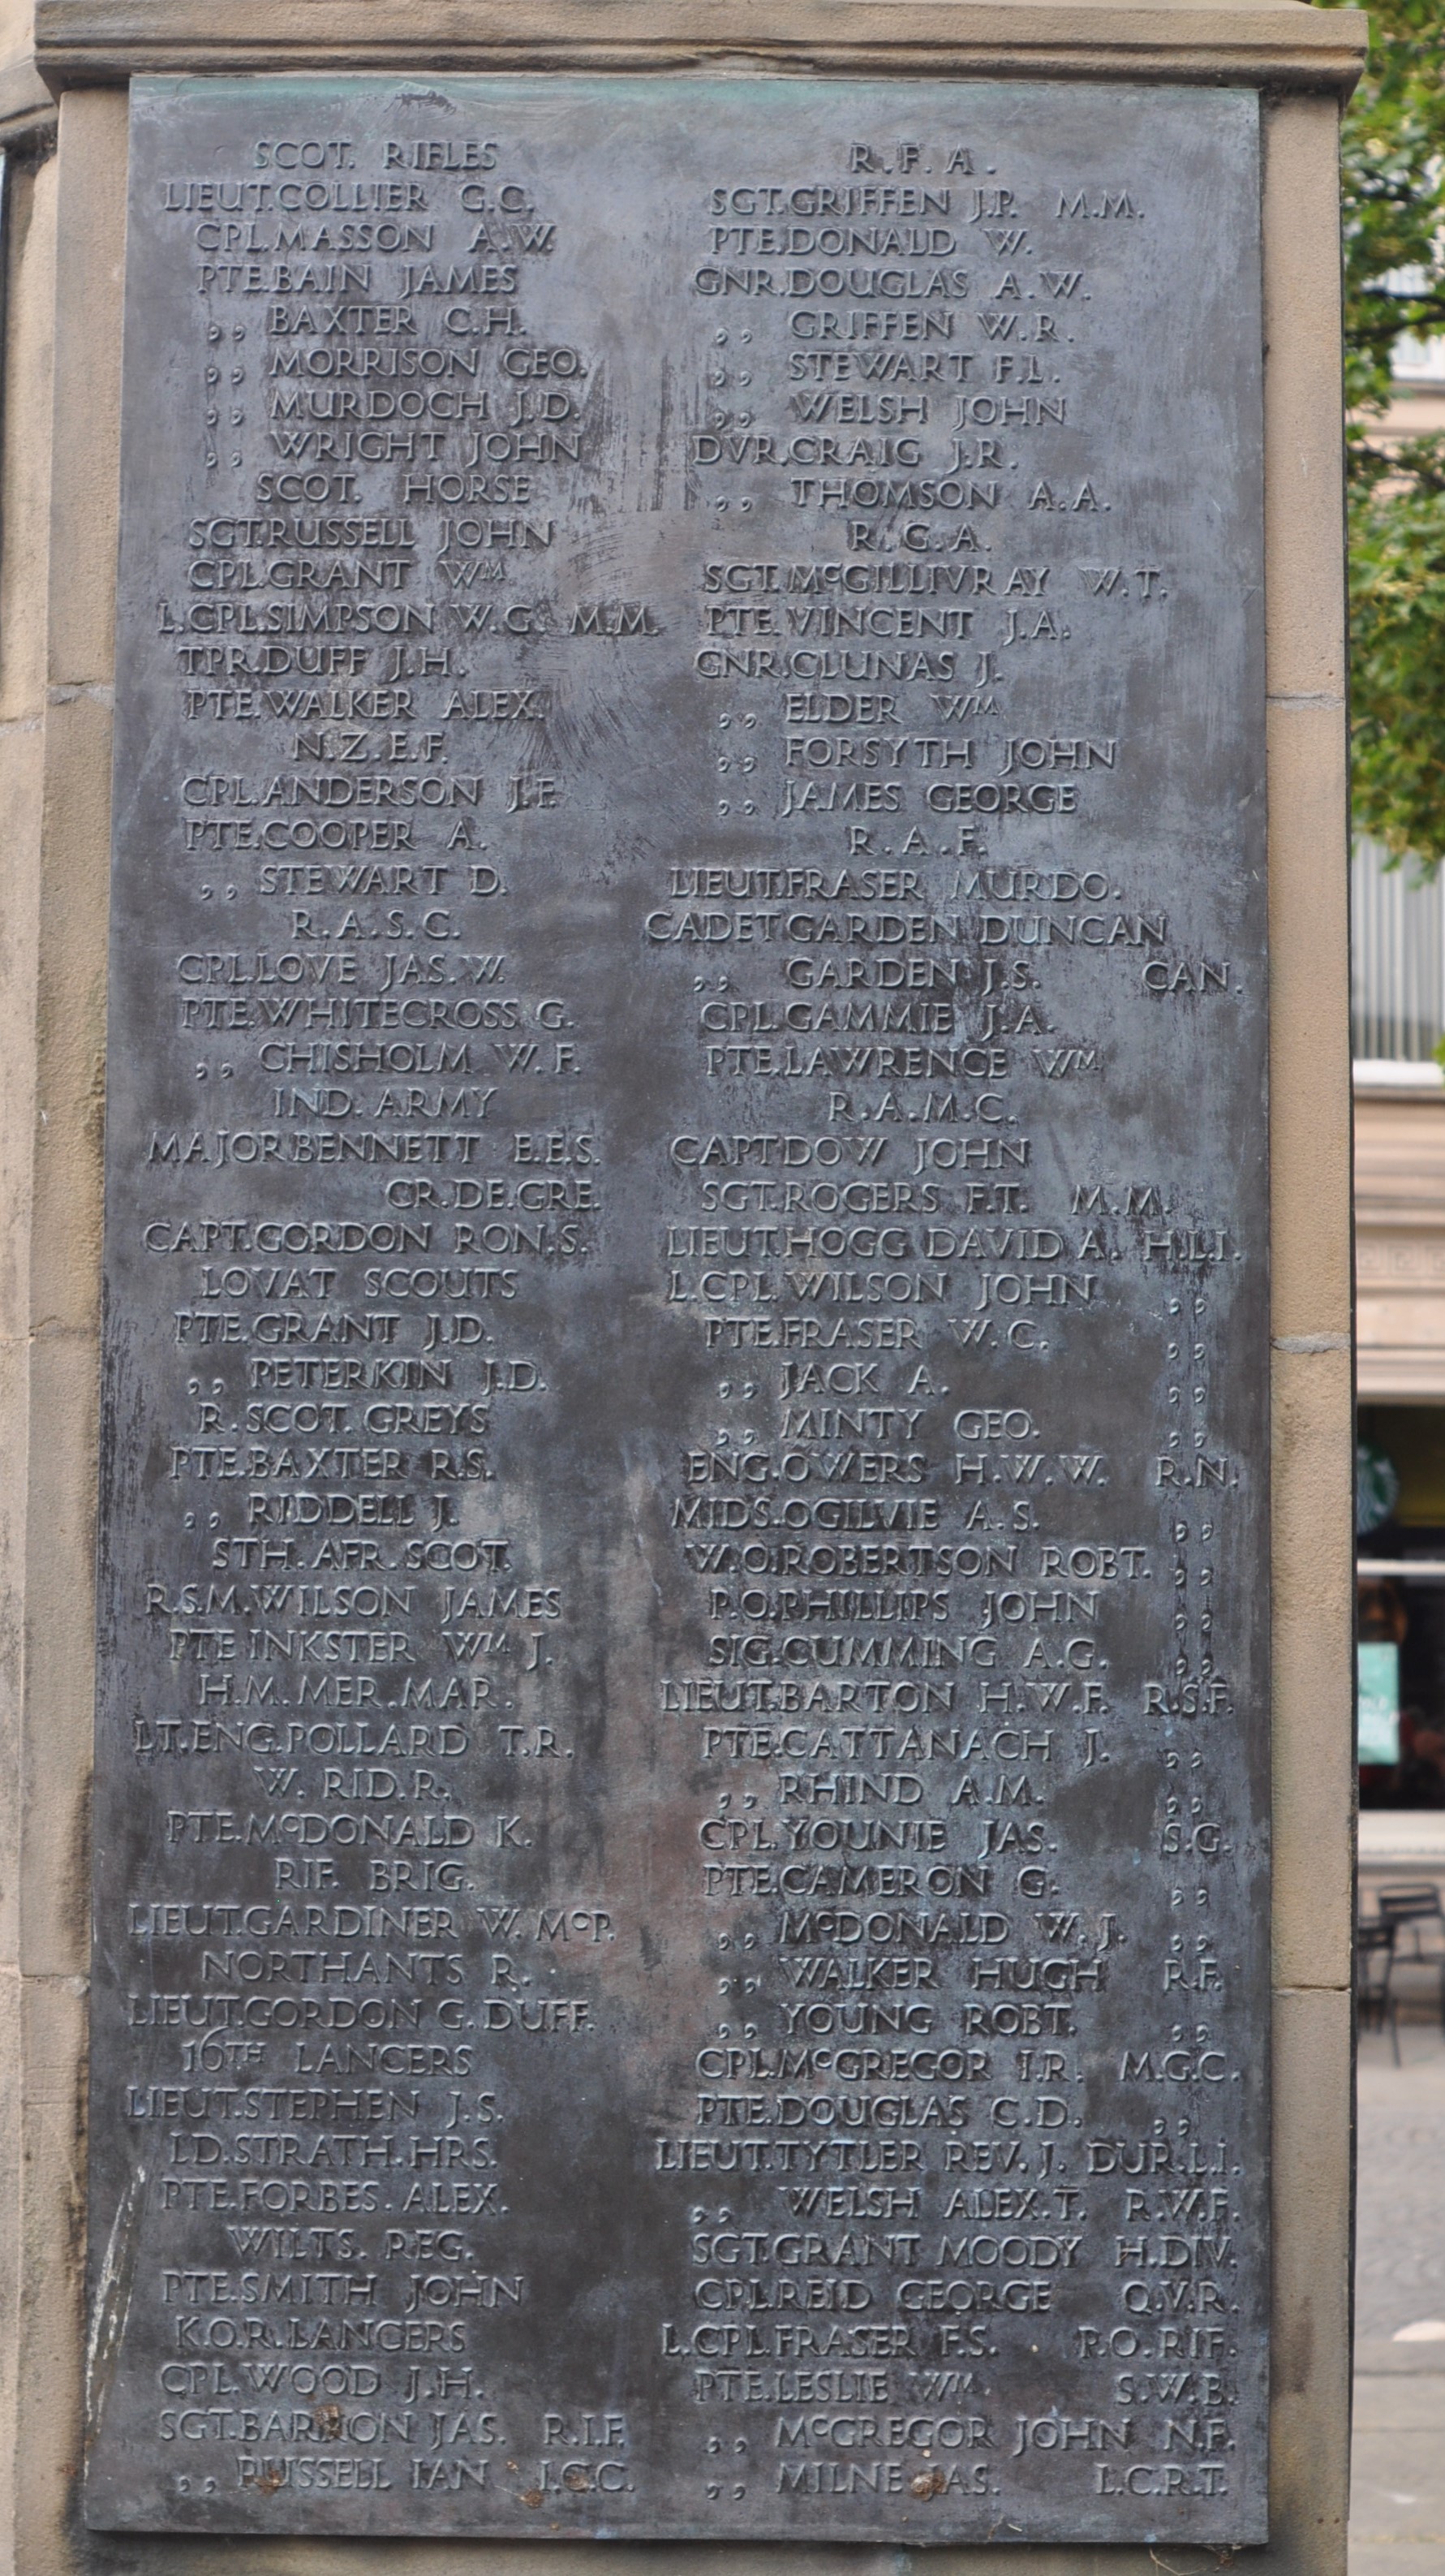 SCOT. RIFLES
LIEUT. COLLIER G.C.
CPL. MASSON A.W.
PTE. BAIN JAMES
,, BAXTER C.H.
,, MORRISON GEO.
,, MURDOCH J.D.
,, WRIGHT JOHN
SCOT. HORSE
SGT. RUSSELL JOHN
CPL. GRANT WM
L.CPL. SIMPSON W.G. M.M.
TPR. DUFF J.H.
PTE. WALKER ALEX.
N.Z.E.F.
CPL. ANDERSON J.F.
PTE. COOPER A.
,, STEWART D.
R.A.S.C.
CPL. LOVE JAS. W.
PTE. WHITECROSS G.
,, CHISHOLM W.F.
IND. ARMY
MAJOR BENNETT E.E.S.
CR. DE. GRE.
CAPT. GORDON RON. S.
LOVAT SCOUTS
PTE. GRANT J.D.
,, PETERKIN J.D.
R. SCOT. GREYS
PTE. BAXTER R.S.
,, RIDDELL J.
STH. AFR. SCOT.
R.S.M. WILSON JAMES
PTE INKSTER WM J.
H.M. MER. MAR.
LT. ENG. POLLARD T.R.
W. RID. R.
PTE. McDONALD K.
RIF. BRIG.
LIEUT. GARDINER W. McP.
NORTHANTS R.
LIEUT. GORDON G. DUFF.
16TH LANCERS
LIEUT. STEPHEN J.S.
LD. STRATH. HRS.
PTE. FORBES. ALEX.
WILTS. REG.
PTE. SMITH JOHN
K.O.R. LANCERS
CPL. WOOD J.H.
SGT. BARRON JAS. R.I.F.
,, RUSSELL IAN I.C.C.
R.F.A.
SGT. GRIFFEN J.P. M.M.
PTE. DONALD W.
GNR. DOUGLAS A.W.
,, GRIFFEN W.R.
,, STEWART F.L.
,, WELSH JOHN
DVR. CRAIG J.R.
,, THOMSON A.A.
R.G.A.
SGT. McGILLIVRAY W.T.
PTE. VINCENT J.A.
GNR. CLUNAS J.
,, ELDER WM
,, FORSYTH JOHN
,, JAMES GEORGE
R.A.F.
LIEUT. FRASER MURDO.
CADET GARDEN DUNCAN
,, GARDEN J.S. CAN.
CPL. GAMMIE J.A.
PTE. LAWRENCE WM
R.A.M.C.
CAPT DOW JOHN
SGT. ROGERS F.T. M.M.
LIEUT. HOGG DAVID A. H.L.I.
L.CPL. WILSON JOHN ,,
PTE. FRASER W.C. ,,
,, JACK A. ,,
,, MINTY GEO. ,,
ENG. OWERS H.W.W. R.N.
MIDS. OGILVIE A.S. ,,
W.O. ROBERTSON ROBT. ,,
P.O. PHILLIPS JOHN ,,
SIG. CUMMING A.G. ,,
LIEUT. BARTON H.W.F. R.S.F.
PTE. CATTANACH J. ,,
,, RHIND A.M. ,,
CPL. YOUNIE JAS. S.G.
PTE. CAMERON G. ,,
,, McDONALD W.J. ,,
,, WALKER HUGH R.F.
,, YOUNG ROBT. ,,
CPL. McGREGOR I.R. M.G.C.
PTE. DOUGLAS C.D. ,,
LIEUT. TYTLER REV. J. DUR.L.I.
,, WELSH ALEX. T. R.W.F.
SGT. GRANT MOODY H.DIV.
CPL. REID GEORGE Q.V.R.
L.CPL. FRASER F.S. P.O. RIF.
PTE. LESLIE WM. S.W.B.
,, McGREGOR JOHN N.F.
,, MILNE JAS. L.C.R.T.